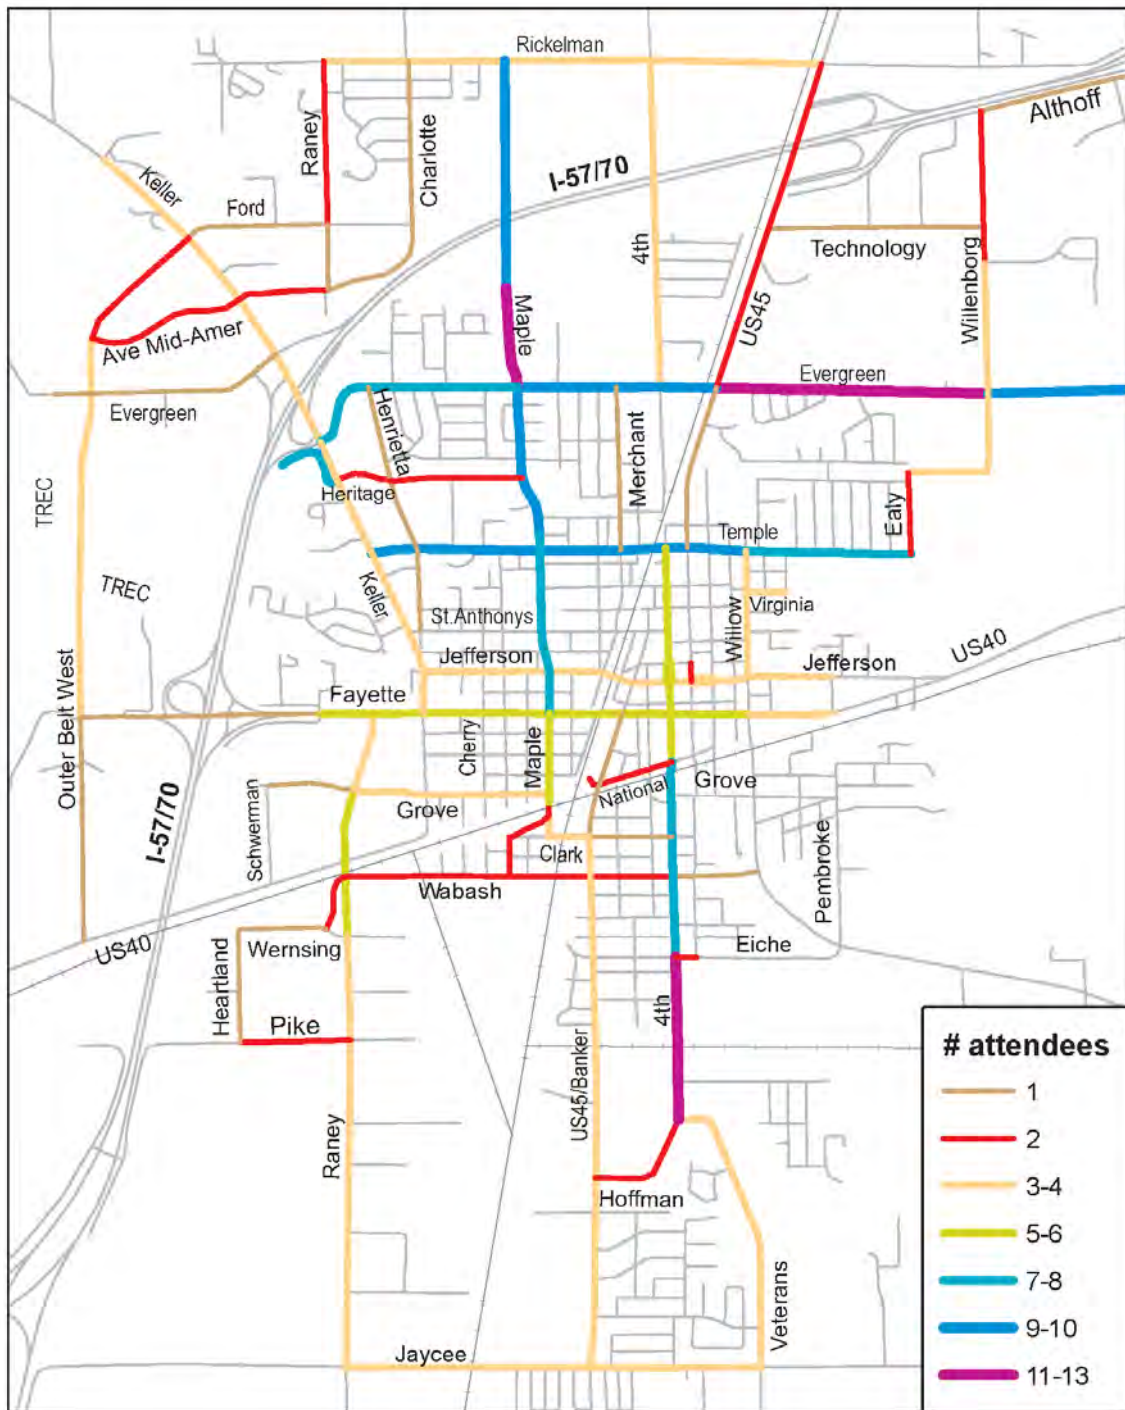 Rickelman
Raney
Charlotte
I-57/70
Althoff
Keller
Ford
4th
Technology
Willenborg
US45
Maple
Ave Mid-Amer
Evergreen
Evergreen
Henrietta
Merchant
Heritage
Ealy
TREC
Temple
TREC
Keller
St.Anthonys
Willow
Virginia
Jefferson
Jefferson
US40
Fayette
Outer Belt West
Cherry
Maple
National
Grove
I-57/70
Schwerman
Grove
Clark
Pembroke
Wabash
US40
Wernsing
Eiche
Heartland
Pike
4th
US45/Banker
Raney
Hoffman
Veterans
Jaycee
# attendees
1
2
3-4
5-6
7-8
9-10
11-13